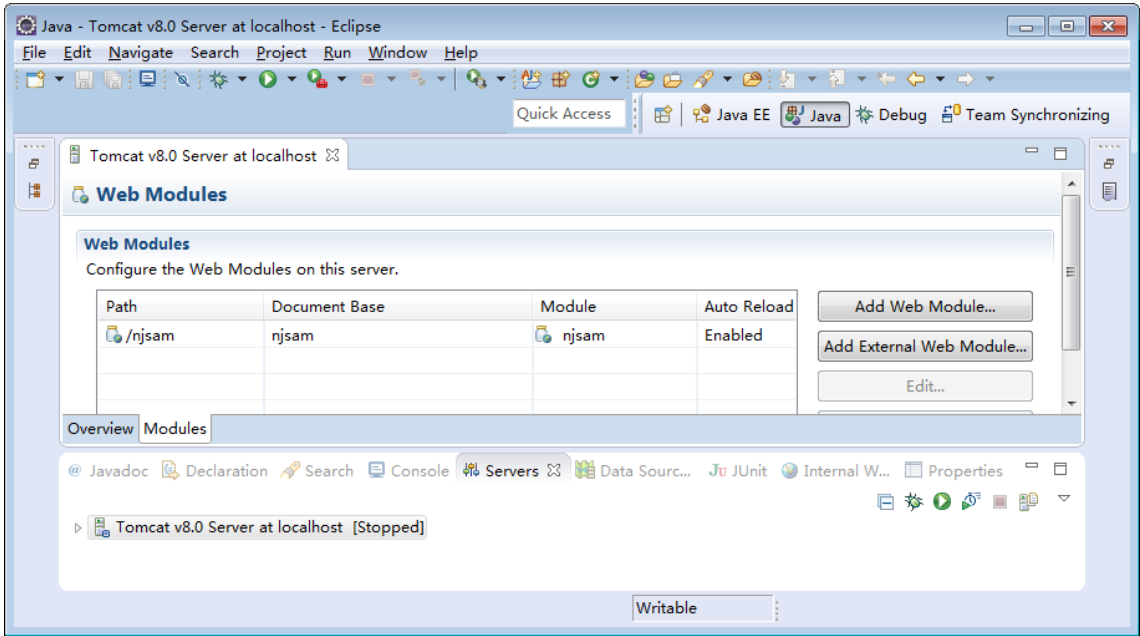 Java - Tomcat v8.0 Server at localhost - Eclipse
File Edit Navigate Search Project Run Window Help
Quick Access Java EE Java Debug Team Synchronizing
Tomcat v8.0 Server at localhost
Web Modules
Web Modules
Configure the Web Modules on this server.
Path Document Base Module Auto Reload Add Web Module...
/njsam njsam njsam Enabled
Add External Web Module...
Edit...
Overview Modules
@ Javadoc Declaration Search Console Servers Data Sourc... Ju JUnit Internal W... Properties
Tomcat v8.0 Server at localhost [Stopped]
Writable